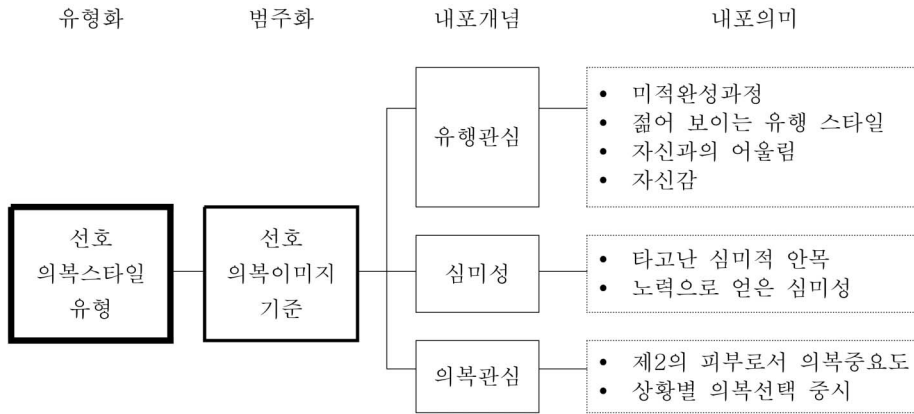 유형화 범주화 내포개념 내포의미
유행관심
• 미적완성과정
• 젊어 보이는 유행 스타일
• 자신과의 어울림
• 자신감
선호
의복스타일
유형
선호
의복이미지
기준
심미성
• 타고난 심미적 안목
• 노력으로 얻은 심미성
의복관심
• 제2의 피부로서 의복중요도
• 상황별 의복선택 중시